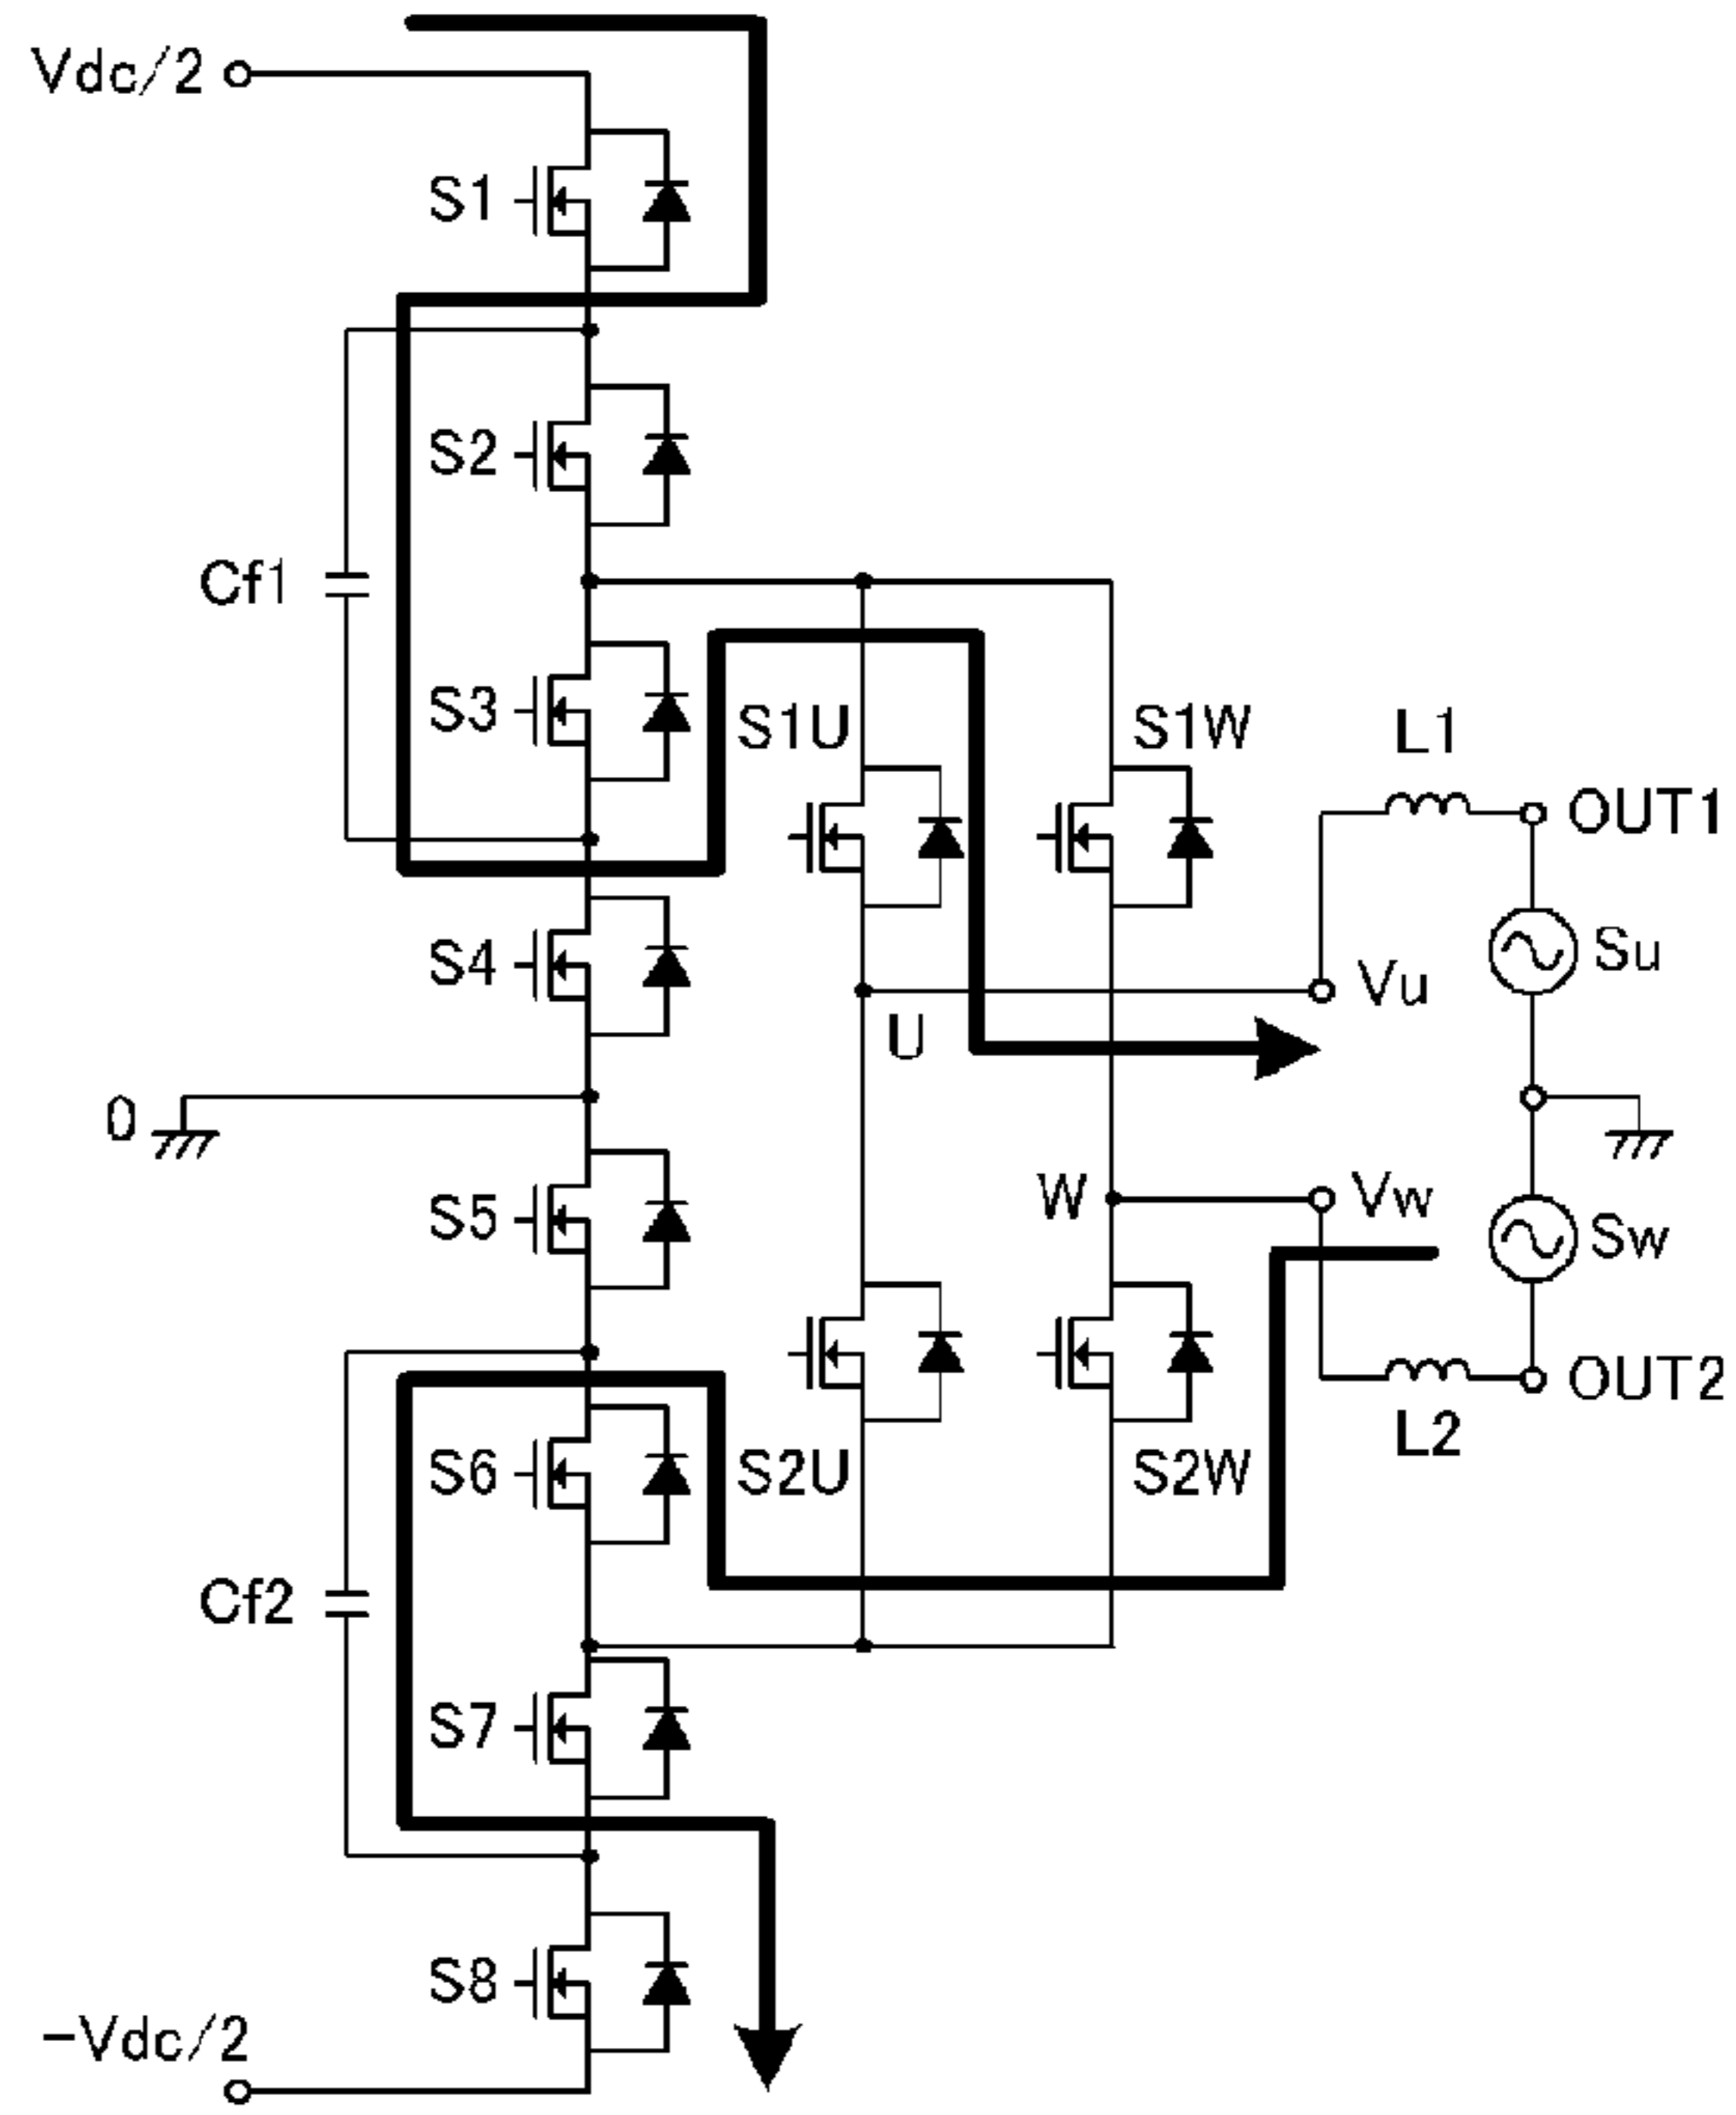 Vdc/2
S1
S2
Cf1
S3
S1U
S1W
L1
OUT1
S4
Su
Vu
U
0
W
Vw
S5
Sw
OUT2
L2
S6
S2U
S2W
Cf2
S7
S8
-Vdc/2